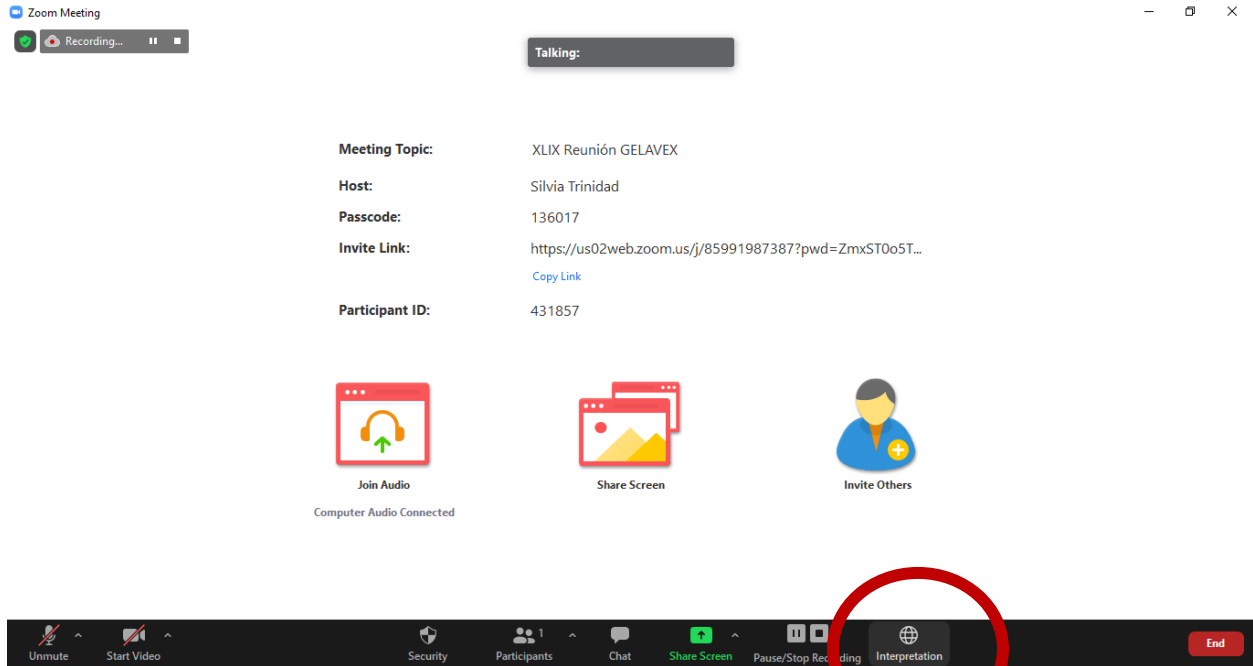 Zoom Meeting
Recording...
Talking:
Meeting Topic: XLIX Reunión GELAVEX
Host: Silvia Trinidad
Passcode: 136017
Invite Link: https://us02web.zoom.us/j/85991987387?pwd=ZmxST0o5T...
Copy Link
Participant ID: 431857
Join Audio Share Screen Invite Others
Computer Audio Connected
Unmute Start Video Security Participants 1 Chat Share Screen Pause/Stop Recording Interpretation End